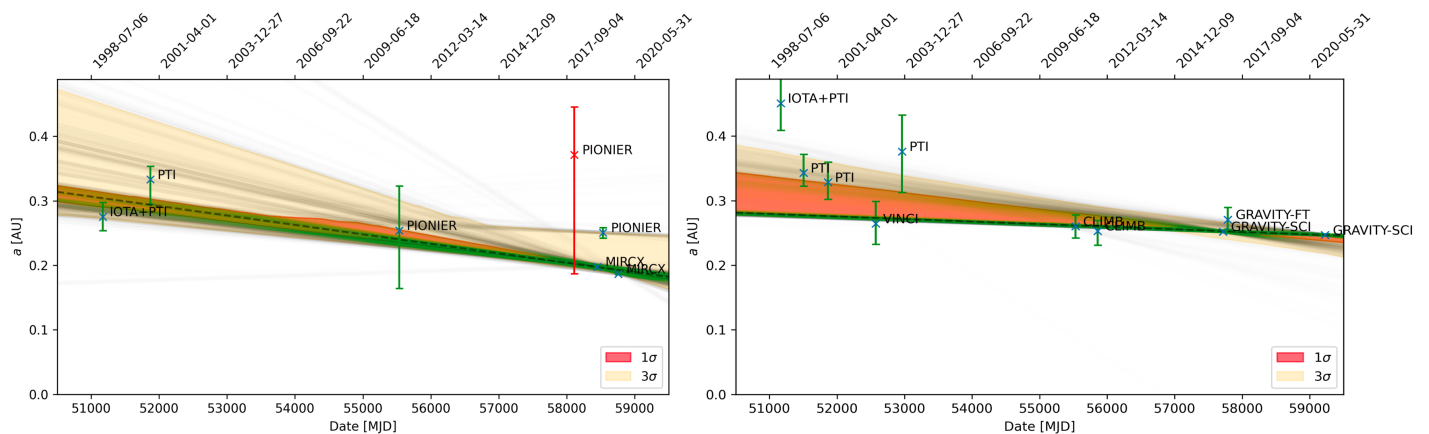 1998-07-06
2001-04-01
2003-12-27
2006-09-22
2009-06-18
2012-03-14
2014-12-09
2017-09-04
2020-05-31
a [AU]
0.4
0.3
0.2
0.1
0.0
IOTA+PTI
PTI
PIONIER
PIONIER
PIONIER
MIRCX
MIRCX
1σ
3σ
51000
52000
53000
54000
55000
56000
57000
58000
59000
Date [MJD]
1998-07-06
2001-04-01
2003-12-27
2006-09-22
2009-06-18
2012-03-14
2014-12-09
2017-09-04
2020-05-31
a [AU]
0.4
0.3
0.2
0.1
0.0
IOTA+PTI
PTI
PTI
PTI
VINCI
CLIMB
CLIMB
GRAVITY-FT
GRAVITY-SCI
GRAVITY-SCI
1σ
3σ
51000
52000
53000
54000
55000
56000
57000
58000
59000
Date [MJD]